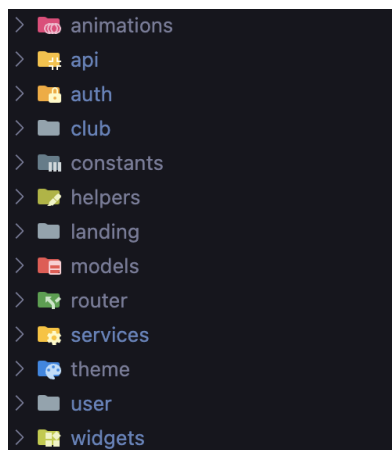 animations
api
auth
club
constants
helpers
landing
models
router
services
theme
user
widgets